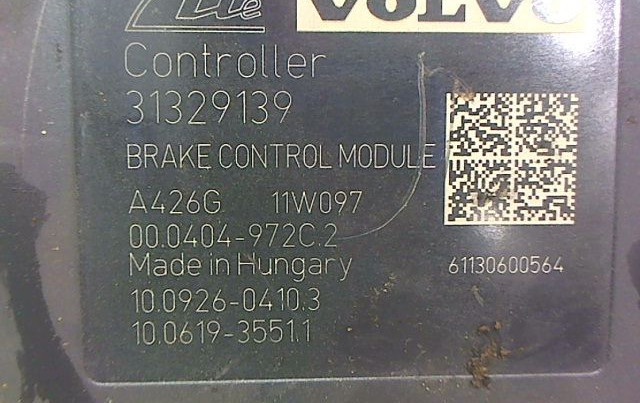 Ate VOLVO
Controller
31329139
BRAKE CONTROL MODULE
A426G 11W097
00.0404-972C.2
Made in Hungary
61130600564
10.0926-0410.3
10.0619-3551.1